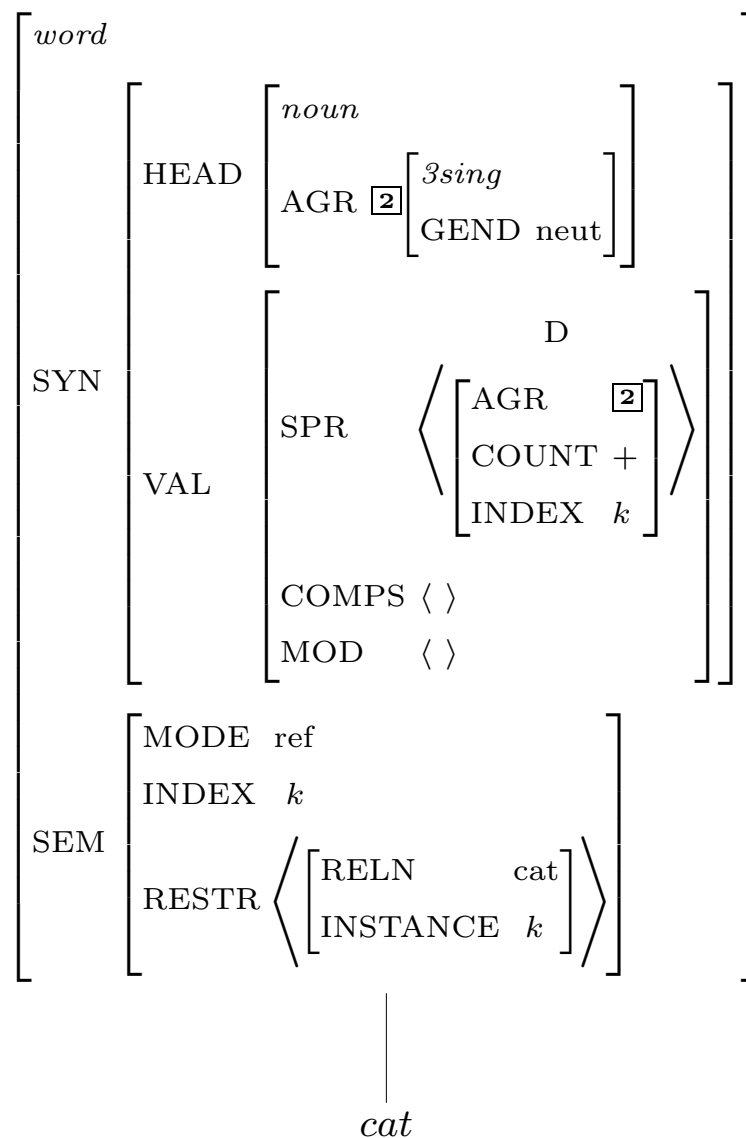 word
noun
HEAD
3sing
AGR 2
GEND neut
D
SYN
AGR 2
SPR
COUNT +
VAL
INDEX k
COMPS ⟨ ⟩
MOD ⟨ ⟩
MODE ref
INDEX k
SEM
RELN cat
RESTR
INSTANCE k
cat